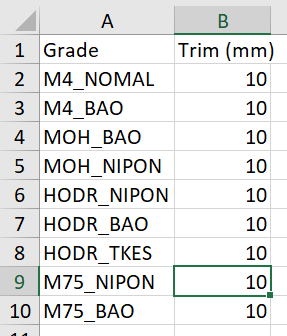 A B
1 Grade Trim (mm)
2 M4_NOMAL 10
3 M4_BAO 10
4 MOH_BAO 10
5 MOH_NIPON 10
6 HODR_NIPON 10
7 HODR_BAO 10
8 HODR_TKES 10
9 M75_NIPON 10
10 M75_BAO 10